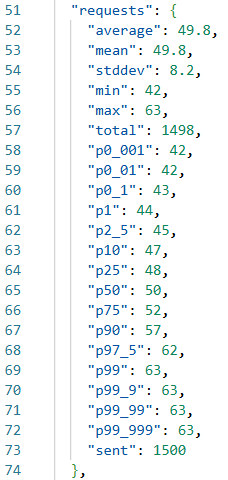 51 "requests": {
52 "average": 49.8,
53 "mean": 49.8,
54 "stddev": 8.2,
55 "min": 42,
56 "max": 63,
57 "total": 1498,
58 "p0_001": 42,
59 "p0_01": 42,
60 "p0_1": 43,
61 "p1": 44,
62 "p2_5": 45,
63 "p10": 47,
64 "p25": 48,
65 "p50": 50,
66 "p75": 52,
67 "p90": 57,
68 "p97_5": 62,
69 "p99": 63,
70 "p99_9": 63,
71 "p99_99": 63,
72 "p99_999": 63,
73 "sent": 1500
74 },